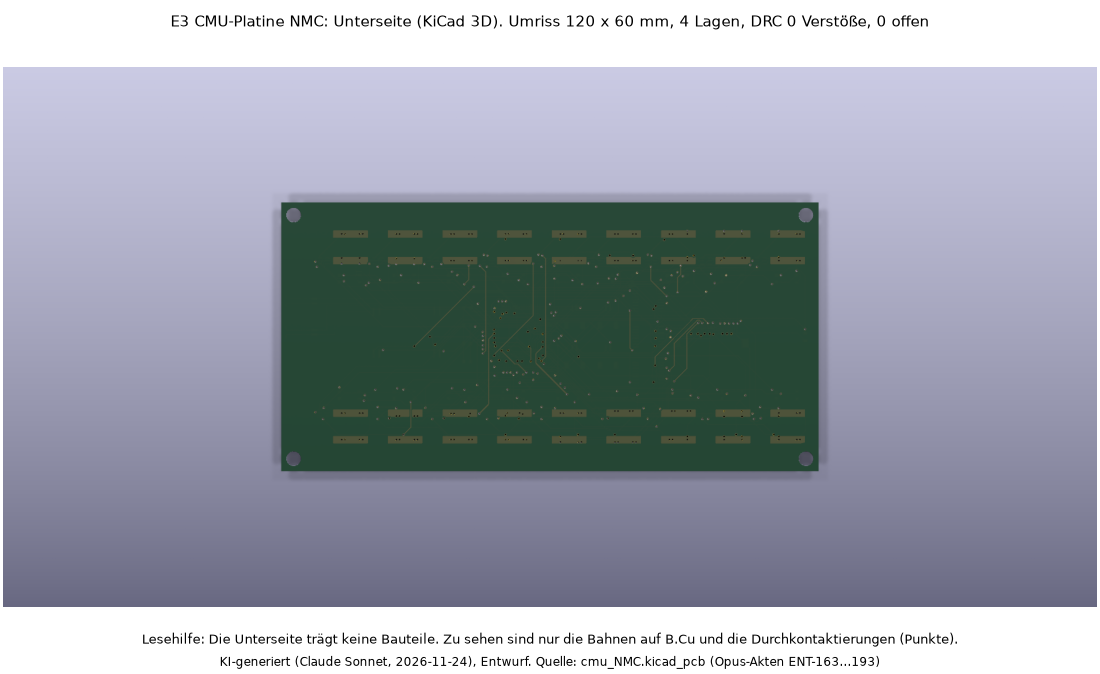 E3 CMU-Platine NMC: Unterseite (KiCad 3D). Umriss 120 x 60 mm, 4 Lagen, DRC 0 Verstöße, 0 offen
Lesehilfe: Die Unterseite trägt keine Bauteile. Zu sehen sind nur die Bahnen auf B.Cu und die Durchkontaktierungen (Punkte).
KI-generiert (Claude Sonnet, 2026-11-24), Entwurf. Quelle: cmu_NMC.kicad_pcb (Opus-Akten ENT-163...193)